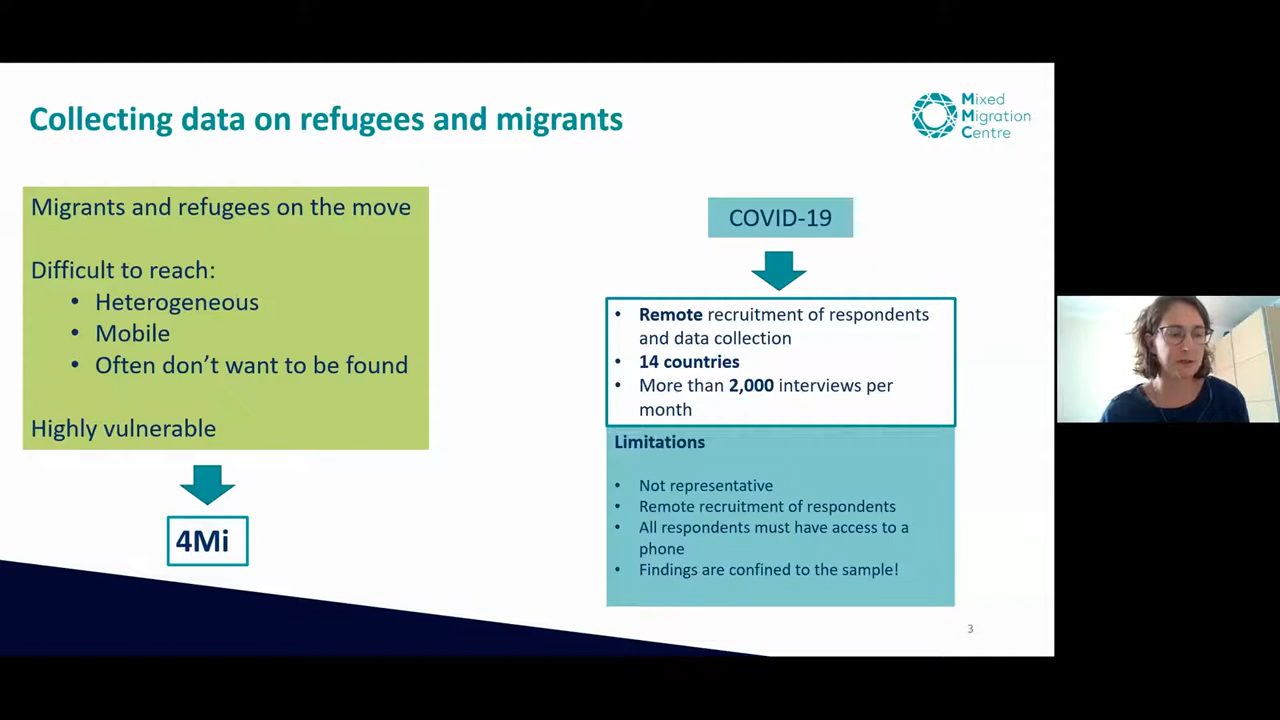 Collecting data on refugees and migrants
Mixed
Migration
Centre
Migrants and refugees on the move
Difficult to reach:
• Heterogeneous
• Mobile
• Often don't want to be found
Highly vulnerable
4Mi
COVID-19
• Remote recruitment of respondents
and data collection
• 14 countries
• More than 2,000 interviews per
month
Limitations
• Not representative
• Remote recruitment of respondents
• All respondents must have access to a
phone
• Findings are confined to the sample!
3